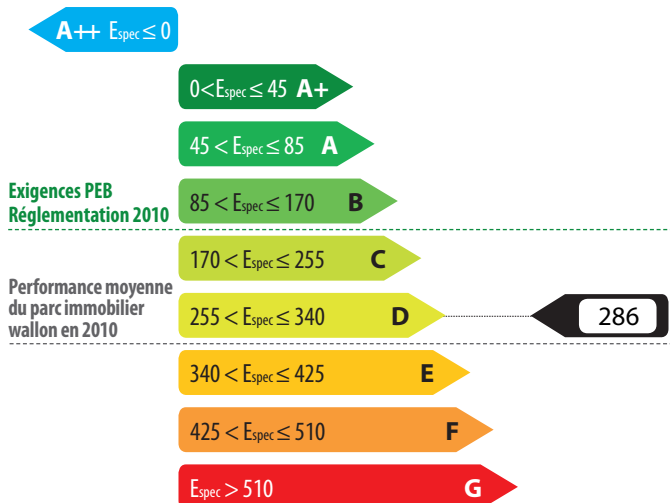 A++ Espec ≤ 0
0 < Espec ≤ 45 A+
45 < Espec ≤ 85 A
Exigences PEB
Réglementation 2010
85 < Espec ≤ 170 B
170 < Espec ≤ 255 C
Performance moyenne
du parc immobilier
wallon en 2010
255 < Espec ≤ 340 D
286
340 < Espec ≤ 425 E
425 < Espec ≤ 510 F
Espec > 510 G